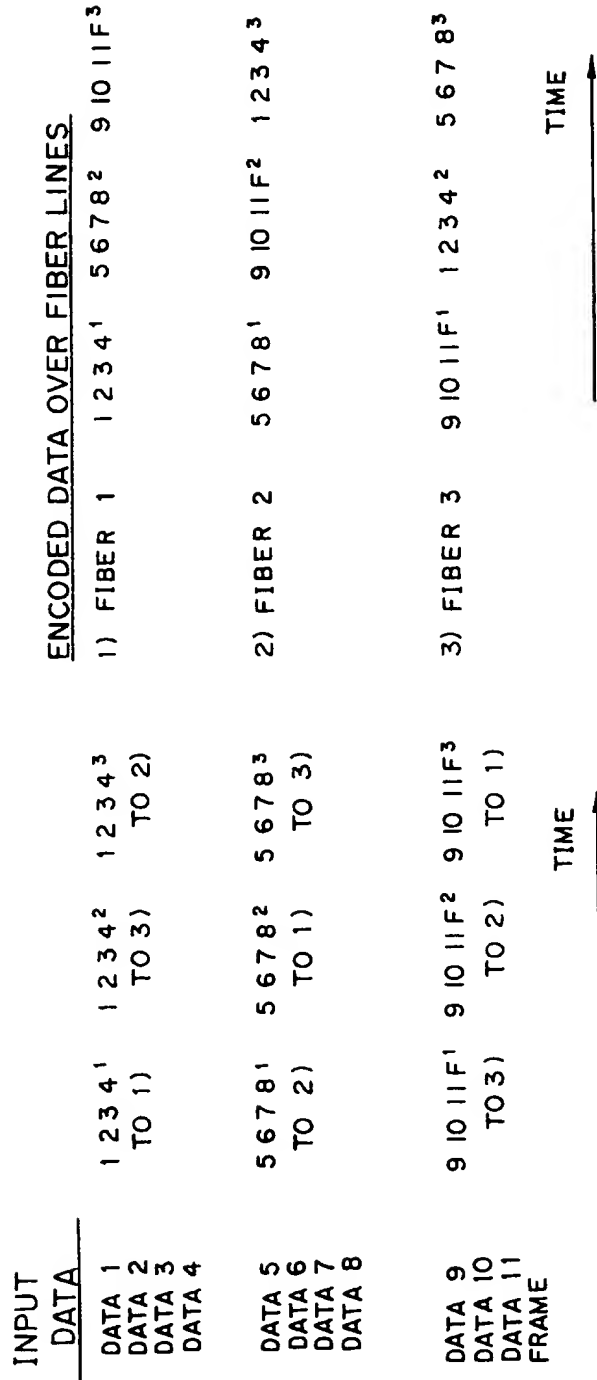 INPUT
DATA
DATA 1
DATA 2
DATA 3
DATA 4
1 2 3 4¹ 1 2 3 4² 1 2 3 4³
TO 1) TO 3) TO 2)
DATA 5
DATA 6
DATA 7
DATA 8
5 6 7 8¹ 5 6 7 8² 5 6 7 8³
TO 2) TO 1) TO 3)
DATA 9
DATA 10
DATA 11
FRAME
9 10 11 F¹ 9 10 11 F² 9 10 11 F³
TO 3) TO 2) TO 1)
TIME
ENCODED DATA OVER FIBER LINES
1) FIBER 1 1 2 3 4¹ 5 6 7 8² 9 10 11 F³
2) FIBER 2 5 6 7 8¹ 9 10 11 F² 1 2 3 4³
3) FIBER 3 9 10 11 F¹ 1 2 3 4² 5 6 7 8³
TIME